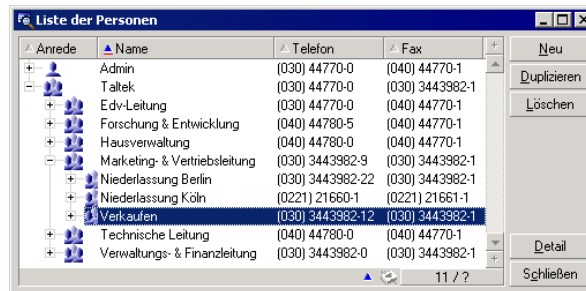 Liste der Personen
Anrede Name Telefon Fax
Admin (030) 44770-0 (040) 44770-1
Taltek (030) 44770-0 (030) 3443982-1
Edv-Leitung (030) 44770-0 (040) 44770-1
Forschung & Entwicklung (040) 44780-5 (040) 44770-1
Hausverwaltung (040) 44780-0 (040) 44770-1
Marketing- & Vertriebsleitung (030) 3443982-9 (030) 3443982-1
Niederlassung Berlin (030) 3443982-22 (030) 3443982-1
Niederlassung Köln (0221) 21660-1 (0221) 21661-1
Verkaufen (030) 3443982-12 (030) 3443982-1
Technische Leitung (040) 44780-0 (040) 44770-1
Verwaltungs- & Finanzleitung (030) 3443982-0 (030) 3443982-1
11 / ?
Neu
Duplizieren
Löschen
Detail
Schließen